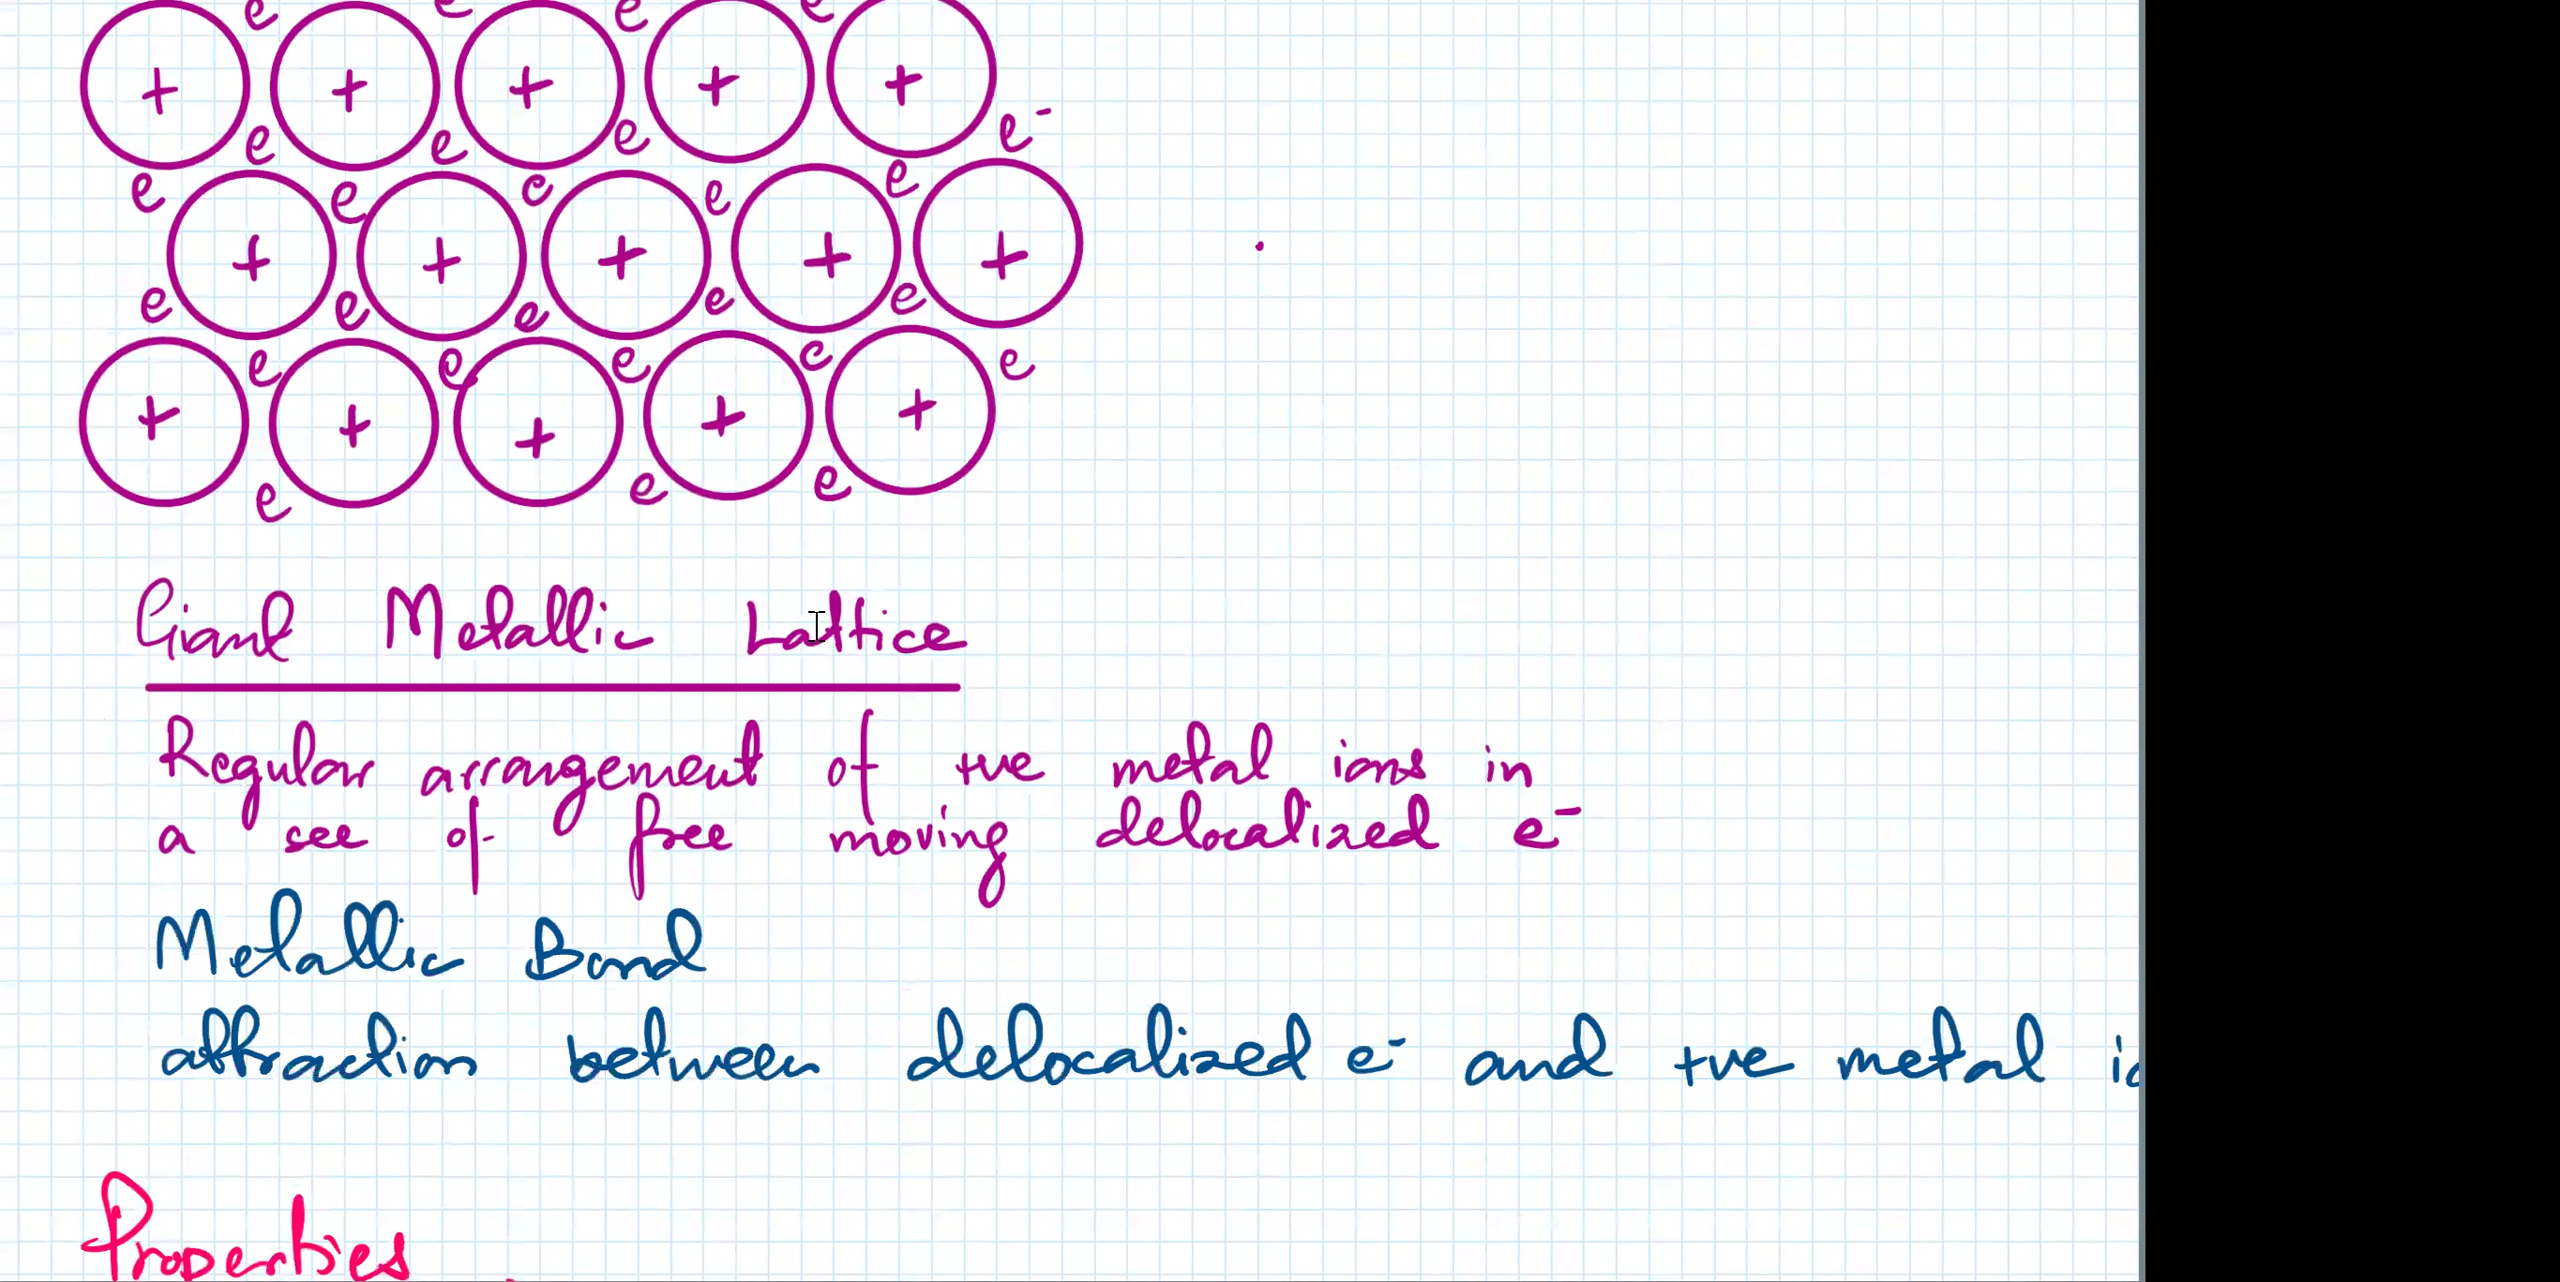 e e e e
+ + + + +
e e e e⁻
e e c e e
+ + + + +
e e e e e
e e e c e
+ + + + +
e e e
Giant Metallic Lattice
Regular arrangement of +ve metal ions in
a see of free moving delocalized e⁻
Metallic Bond
attraction between delocalized e⁻ and +ve metal
Properties